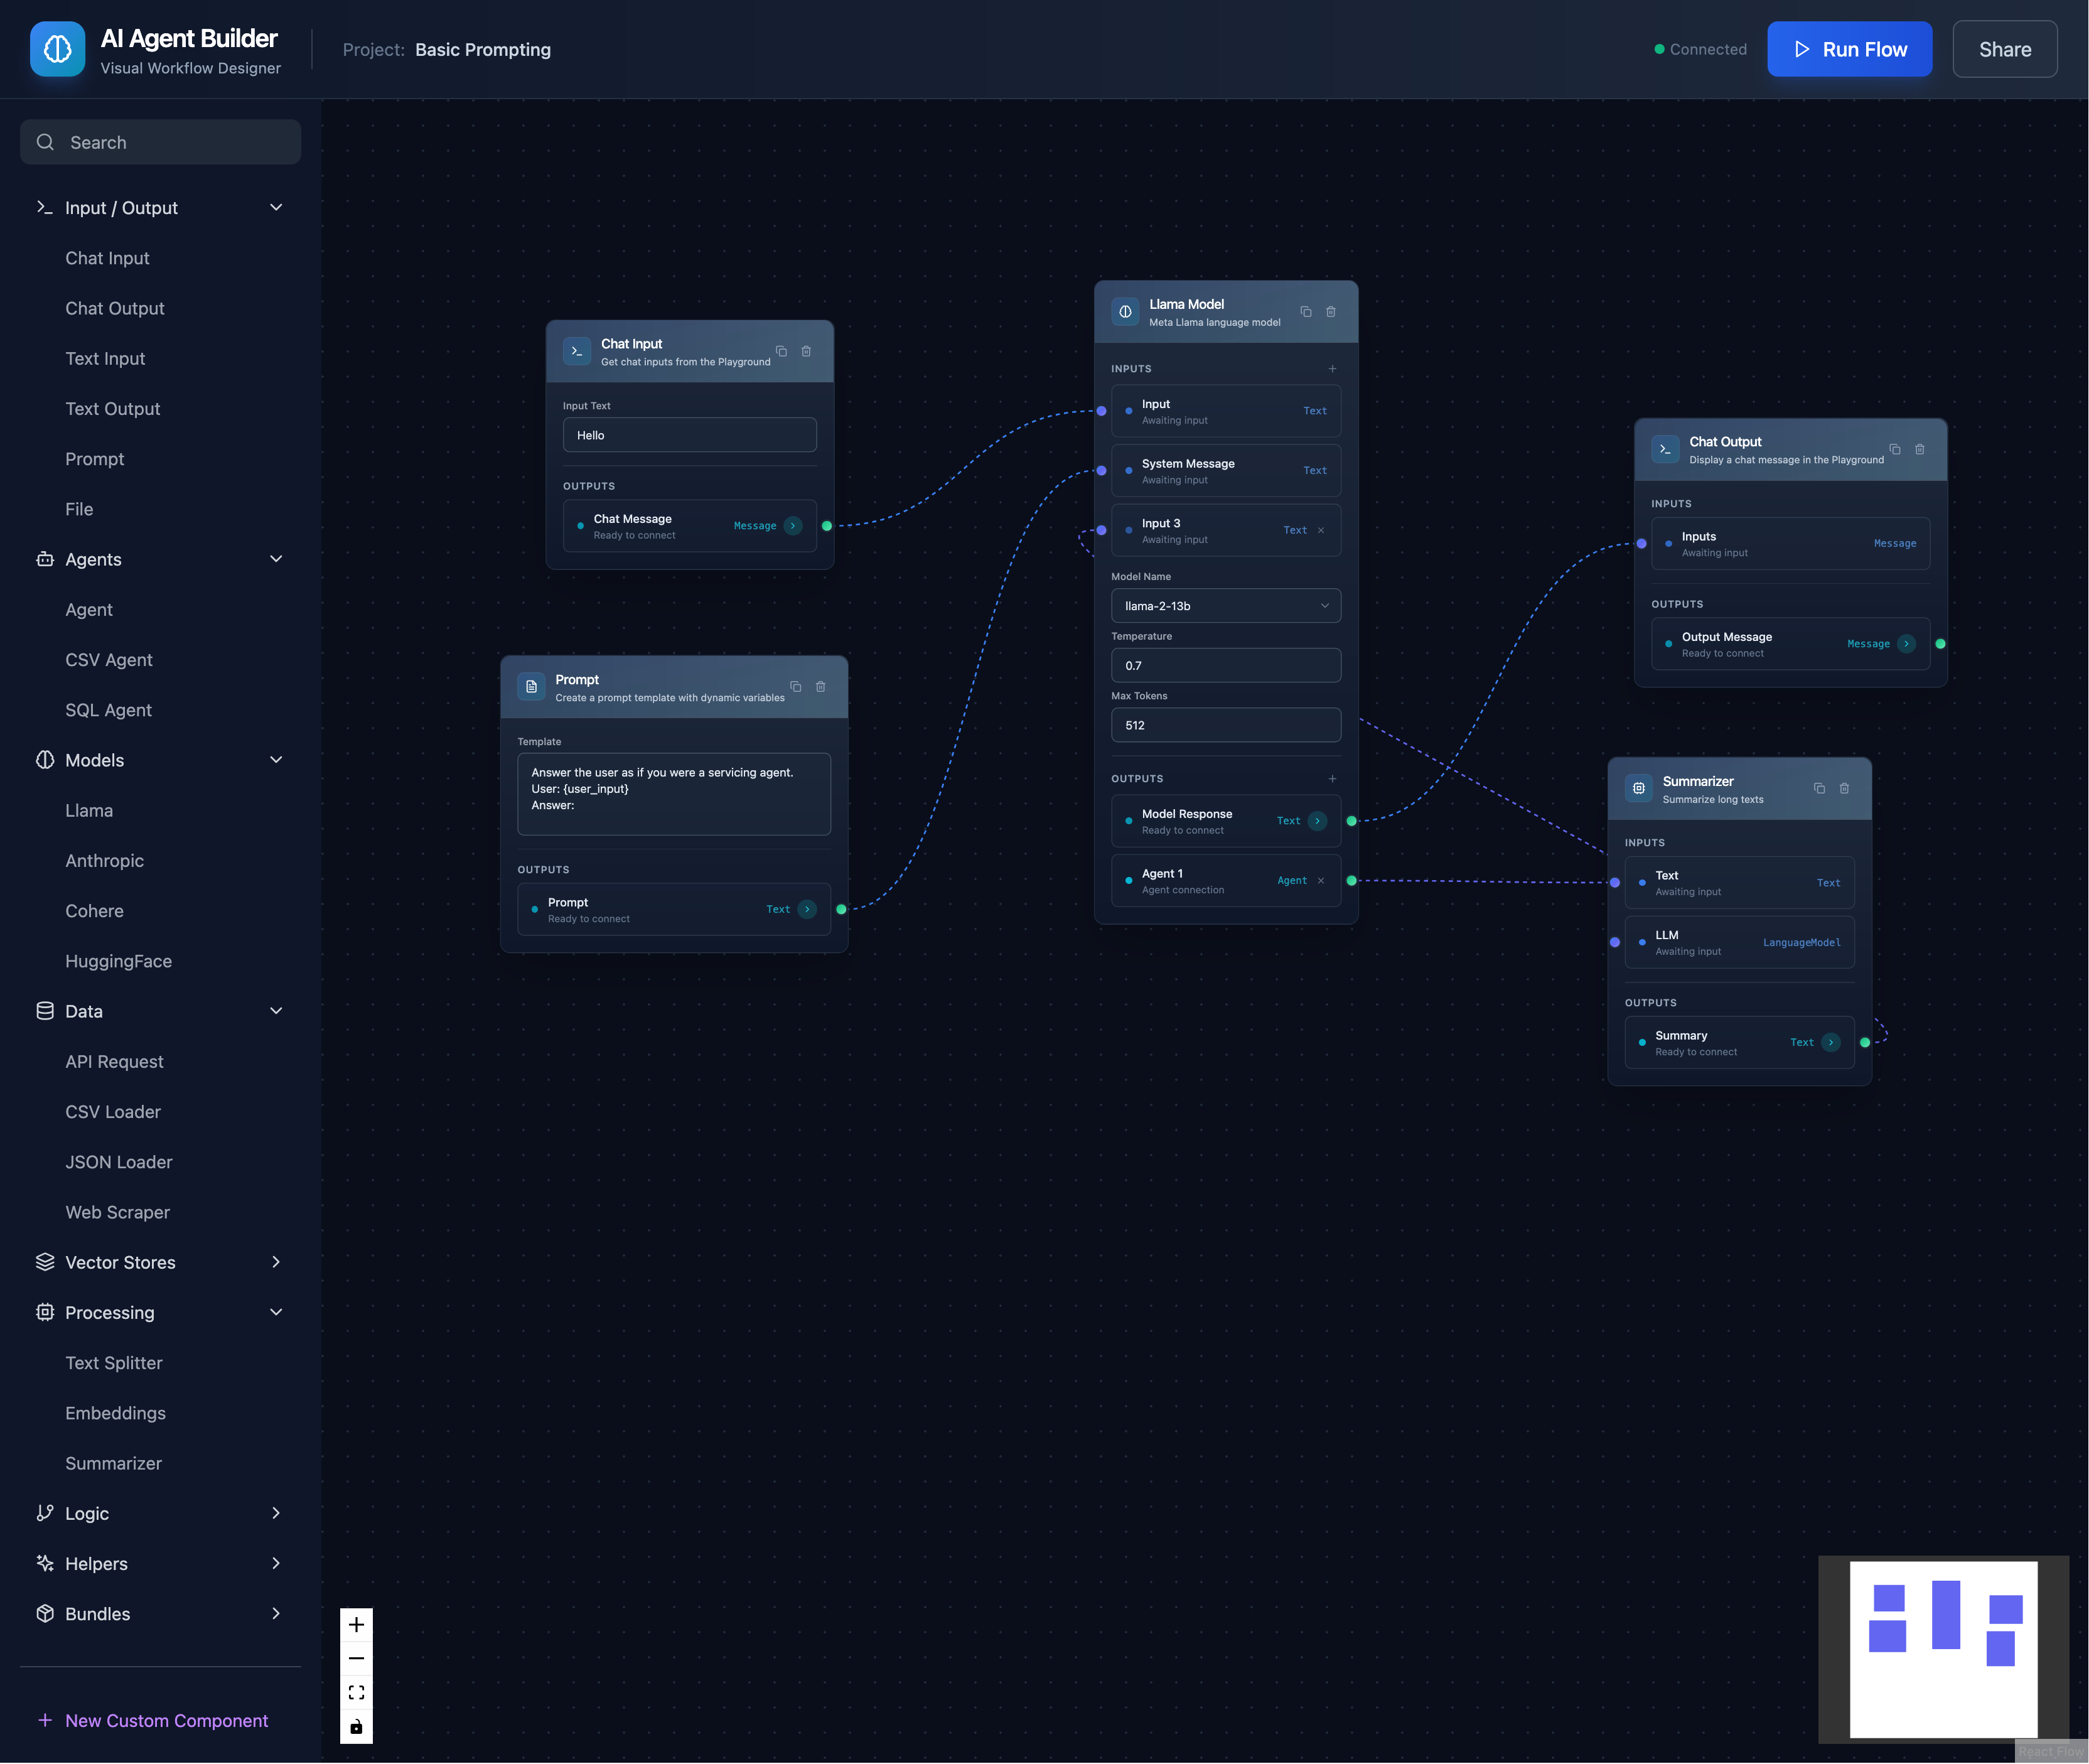 AI Agent Builder
Visual Workflow Designer
Project: Basic Prompting
Connected
Run Flow
Share
Search
Input / Output
Chat Input
Chat Output
Text Input
Text Output
Prompt
File
Agents
Agent
CSV Agent
SQL Agent
Models
Llama
Anthropic
Cohere
HuggingFace
Data
API Request
CSV Loader
JSON Loader
Web Scraper
Vector Stores
Processing
Text Splitter
Embeddings
Summarizer
Logic
Helpers
Bundles
New Custom Component
Chat Input
Get chat inputs from the Playground
Input Text
Hello
OUTPUTS
Chat Message
Message
Ready to connect
Prompt
Create a prompt template with dynamic variables
Template
Answer the user as if you were a servicing agent.
User: {user_input}
Answer:
OUTPUTS
Prompt
Text
Ready to connect
Llama Model
Meta Llama language model
INPUTS
Input
Text
Awaiting input
System Message
Text
Awaiting input
Input 3
Text
Awaiting input
Model Name
llama-2-13b
Temperature
0.7
Max Tokens
512
OUTPUTS
Model Response
Text
Ready to connect
Agent 1
Agent
Agent connection
Chat Output
Display a chat message in the Playground
INPUTS
Inputs
Message
Awaiting input
OUTPUTS
Output Message
Message
Ready to connect
Summarizer
Summarize long texts
INPUTS
Text
Text
Awaiting input
LLM
LanguageModel
Awaiting input
OUTPUTS
Summary
Text
Ready to connect
React Flow